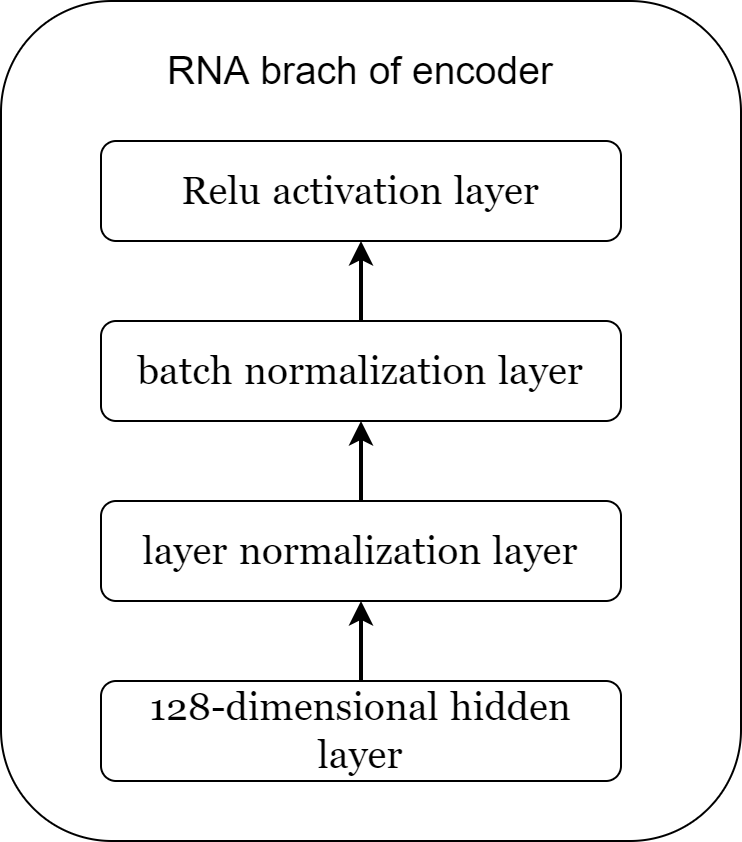 RNA brach of encoder
Relu activation layer
batch normalization layer
layer normalization layer
128-dimensional hidden
layer